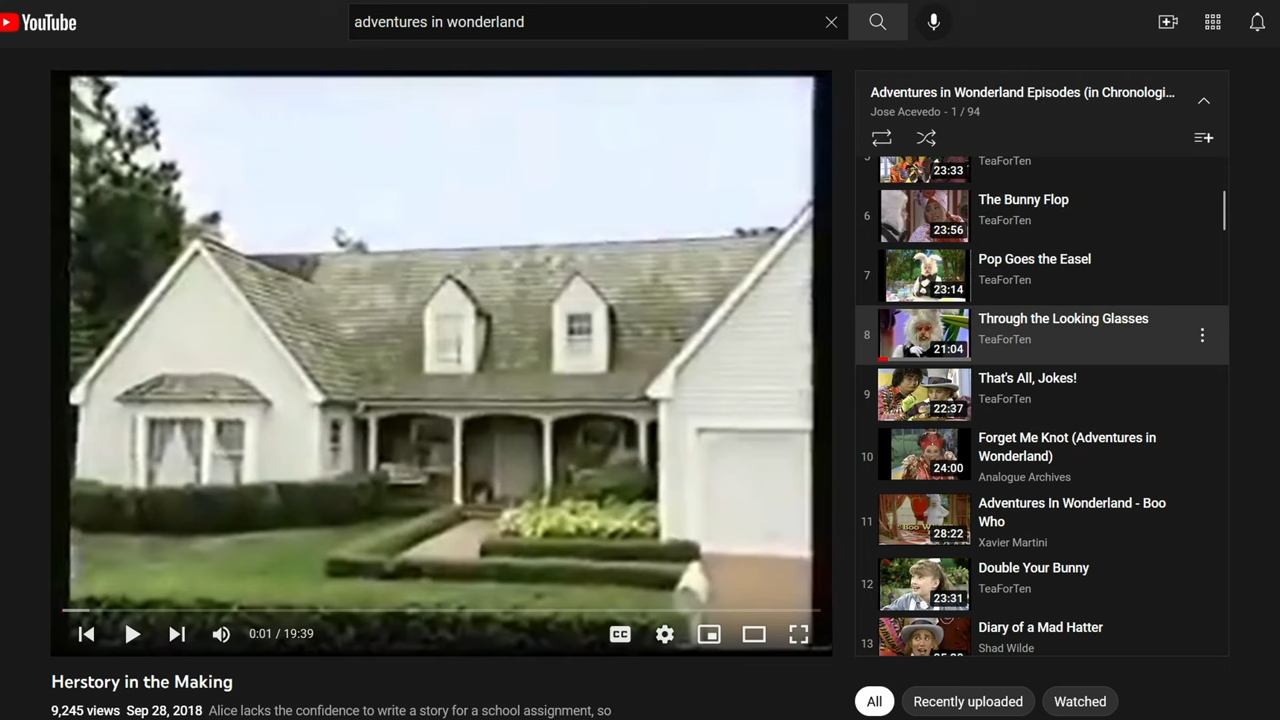 YouTube
adventures in wonderland
Adventures in Wonderland Episodes (in Chronologi...
Jose Acevedo - 1 / 94
TeaForTen
23:33
6
The Bunny Flop
TeaForTen
23:56
7
Pop Goes the Easel
TeaForTen
23:14
8
Through the Looking Glasses
TeaForTen
21:04
9
That's All, Jokes!
TeaForTen
22:37
10
Forget Me Knot (Adventures in
Wonderland)
Analogue Archives
24:00
11
Adventures In Wonderland - Boo
Who
Xavier Martini
28:22
12
Double Your Bunny
TeaForTen
23:31
13
Diary of a Mad Hatter
Shad Wilde
0:01 / 19:39
CC
Herstory in the Making
9,245 views Sep 28, 2018 Alice lacks the confidence to write a story for a school assignment, so
All
Recently uploaded
Watched